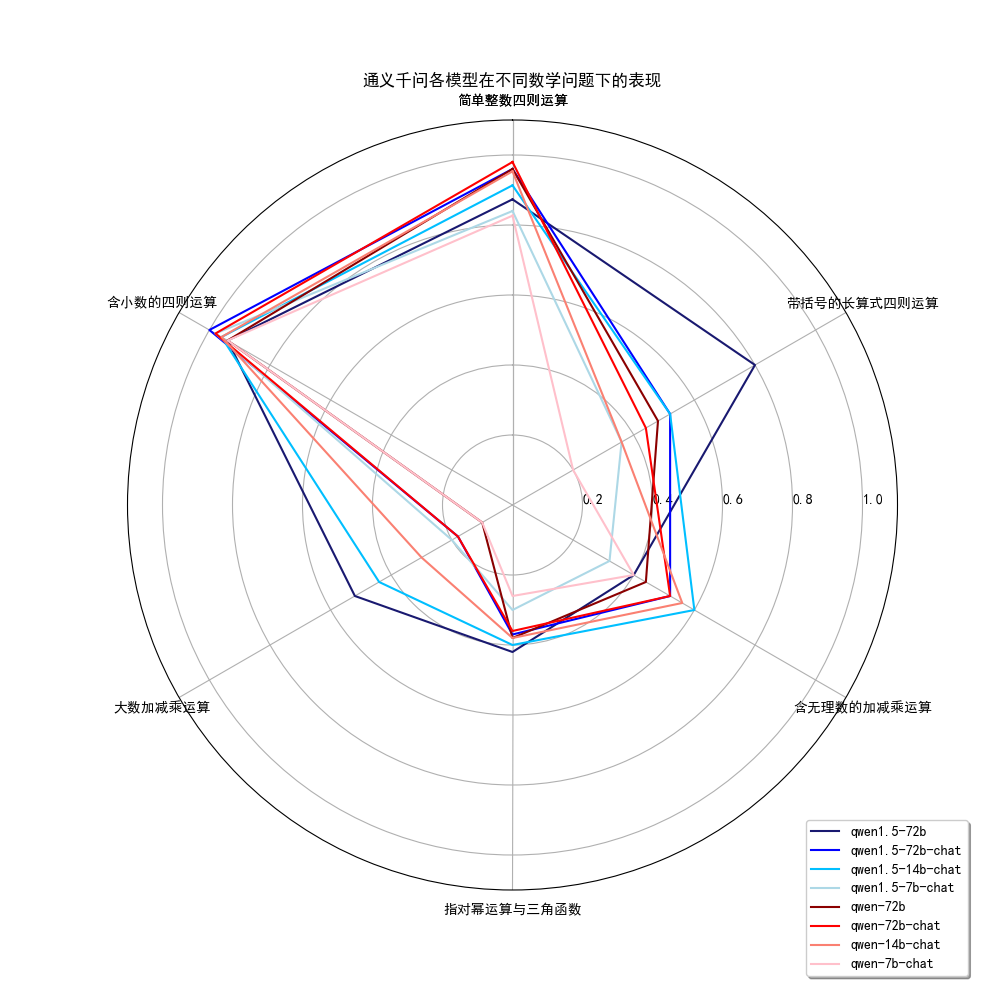 通义千问各模型在不同数学问题下的表现
简单整数四则运算
含小数的四则运算
带括号的长算式四则运算
0.2
0.4
0.6
0.8
1.0
大数加减乘运算
含无理数的加减乘运算
指对幂运算与三角函数
qwen1.5-72b
qwen1.5-72b-chat
qwen1.5-14b-chat
qwen1.5-7b-chat
qwen-72b
qwen-72b-chat
qwen-14b-chat
qwen-7b-chat